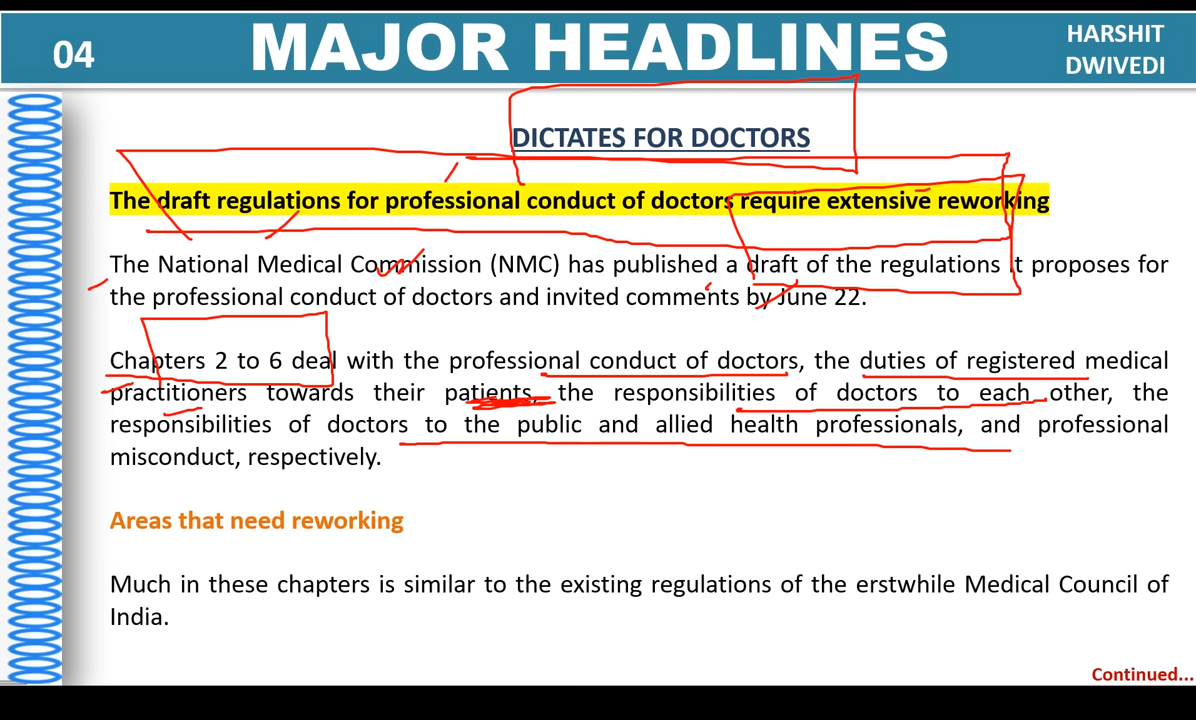 04
MAJOR HEADLINES
HARSHIT
DWIVEDI
DICTATES FOR DOCTORS
The draft regulations for professional conduct of doctors require extensive reworking
The National Medical Commission (NMC) has published a draft of the regulations it proposes for
the professional conduct of doctors and invited comments by June 22.
Chapters 2 to 6 deal with the professional conduct of doctors, the duties of registered medical
practitioners towards their patients, the responsibilities of doctors to each other, the
responsibilities of doctors to the public and allied health professionals, and professional
misconduct, respectively.
Areas that need reworking
Much in these chapters is similar to the existing regulations of the erstwhile Medical Council of
India.
Continued...